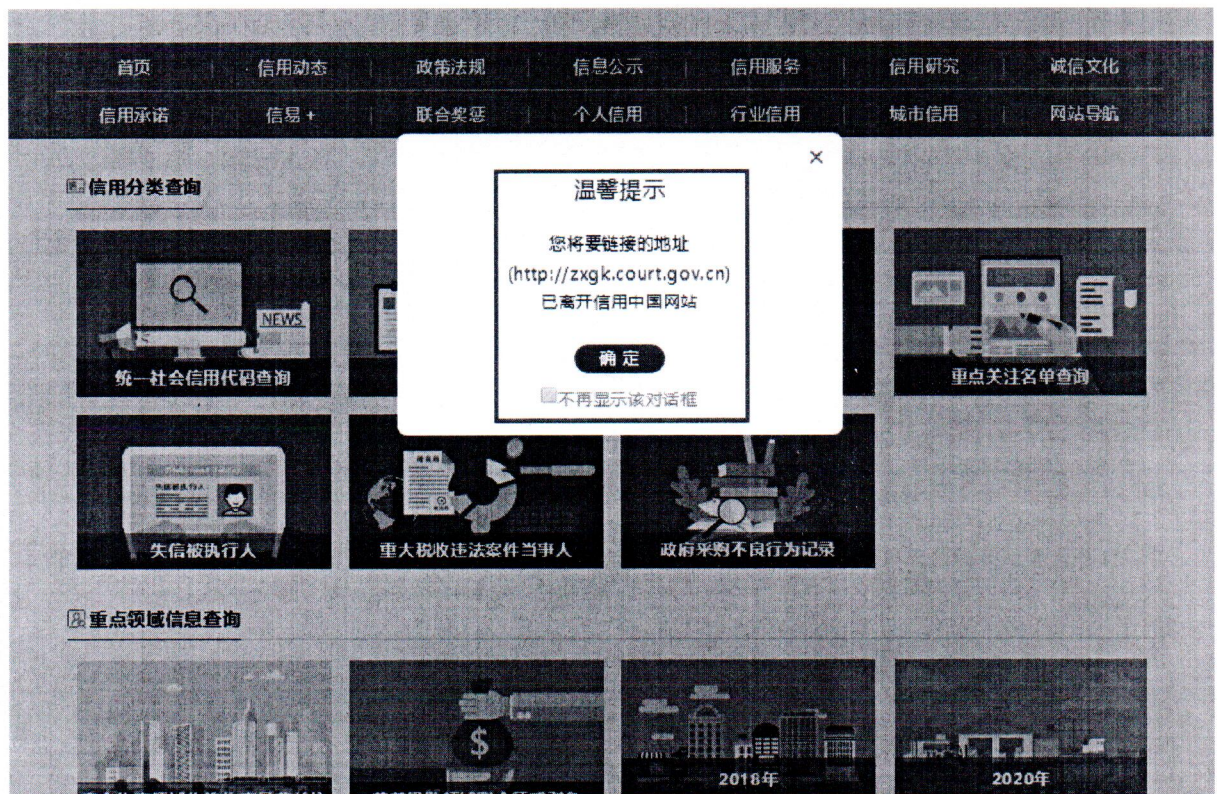 首页 信用动态 政策法规 信息公示 信用服务 信用研究 诚信文化
信用承诺 信易+ 联合奖惩 个人信用 行业信用 城市信用 网站导航
×
温馨提示
您将要链接的地址
(http://zxgk.court.gov.cn)
已离开信用中国网站
确定
不再显示该对话框
信用分类查询
NEWS
统一社会信用代码查询
重点关注名单查询
失信被执行人
失信被执行人
重大税收违法案件当事人
政府采购不良行为记录
重点领域信息查询
$
2018年
2020年